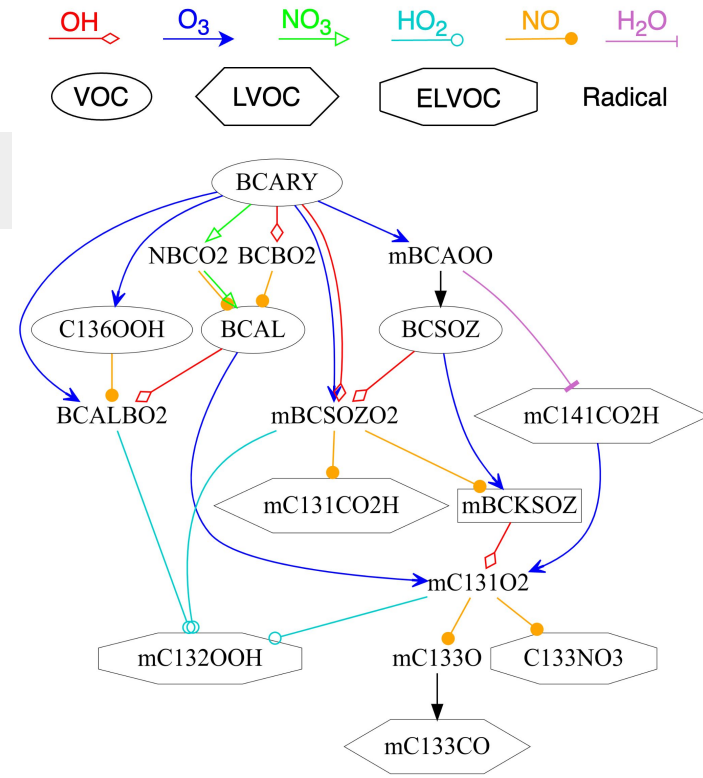 OH O₃ NO₃ HO₂ NO H₂O
VOC LVOC ELVOC Radical
BCARY
NBCO2 BCBO2 mBCAOO
C136OOH BCAL BCSOZ
BCALBO2 mBCSOZO2 mC141CO2H
mC131CO2H mBCKSOZ
mC131O2
mC132OOH mC133O C133NO3
mC133CO